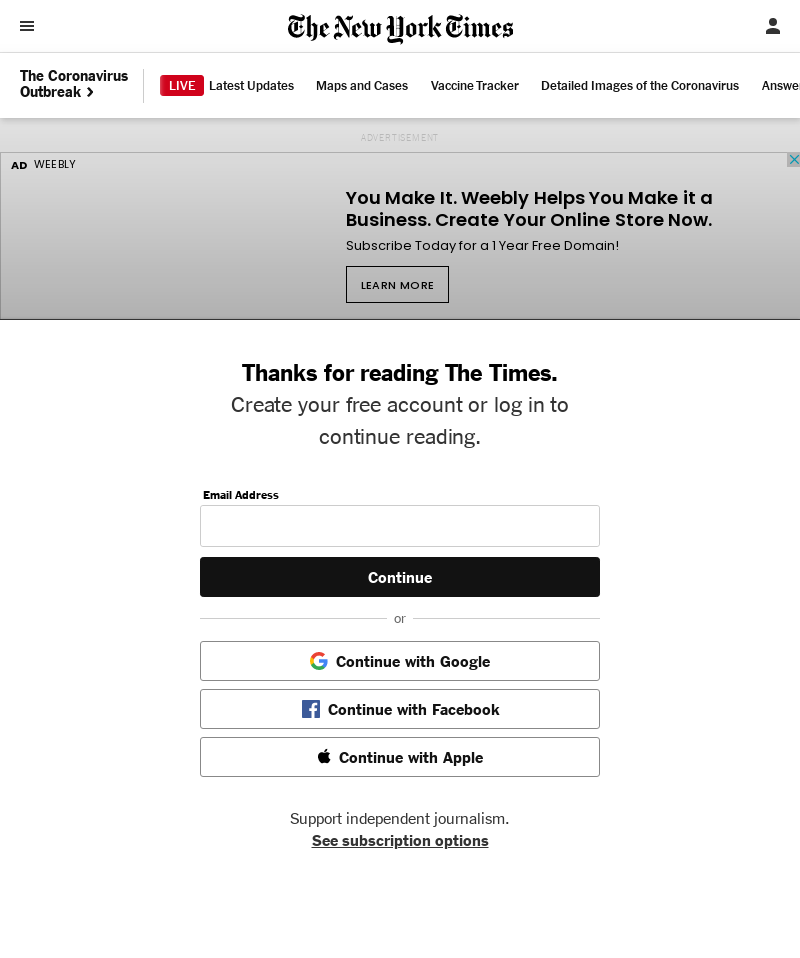 The New York Times
The Coronavirus
Outbreak
LIVE Latest Updates Maps and Cases Vaccine Tracker Detailed Images of the Coronavirus
ADVERTISEMENT
AD WEEBLY
You Make It. Weebly Helps You Make it a
Business. Create Your Online Store Now.
Subscribe Today for a 1 Year Free Domain!
LEARN MORE
Thanks for reading The Times.
Create your free account or log in to
continue reading.
Email Address
Continue
or
Continue with Google
Continue with Facebook
Continue with Apple
Support independent journalism.
See subscription options